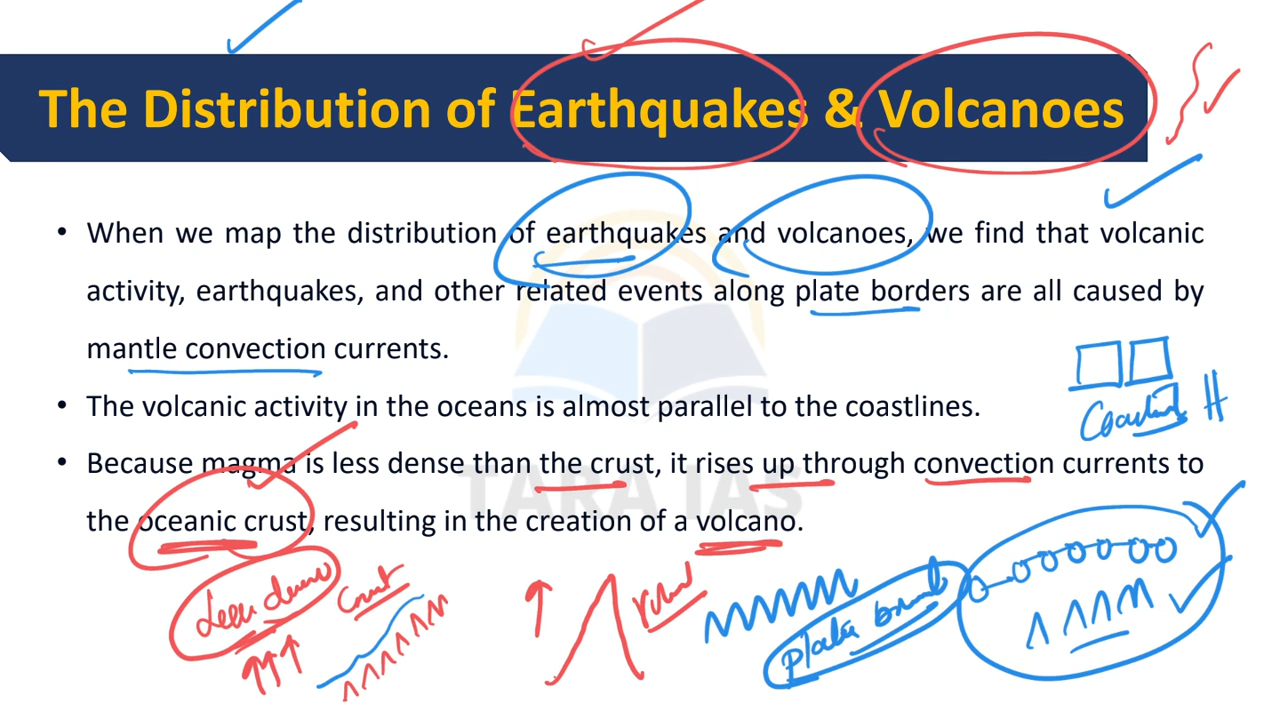 The Distribution of Earthquakes & Volcanoes
• When we map the distribution of earthquakes and volcanoes, we find that volcanic
activity, earthquakes, and other related events along plate borders are all caused by
mantle convection currents.
• The volcanic activity in the oceans is almost parallel to the coastlines.
• Because magma is less dense than the crust, it rises up through convection currents to
the oceanic crust, resulting in the creation of a volcano.
TARA IAS
Crust
plate